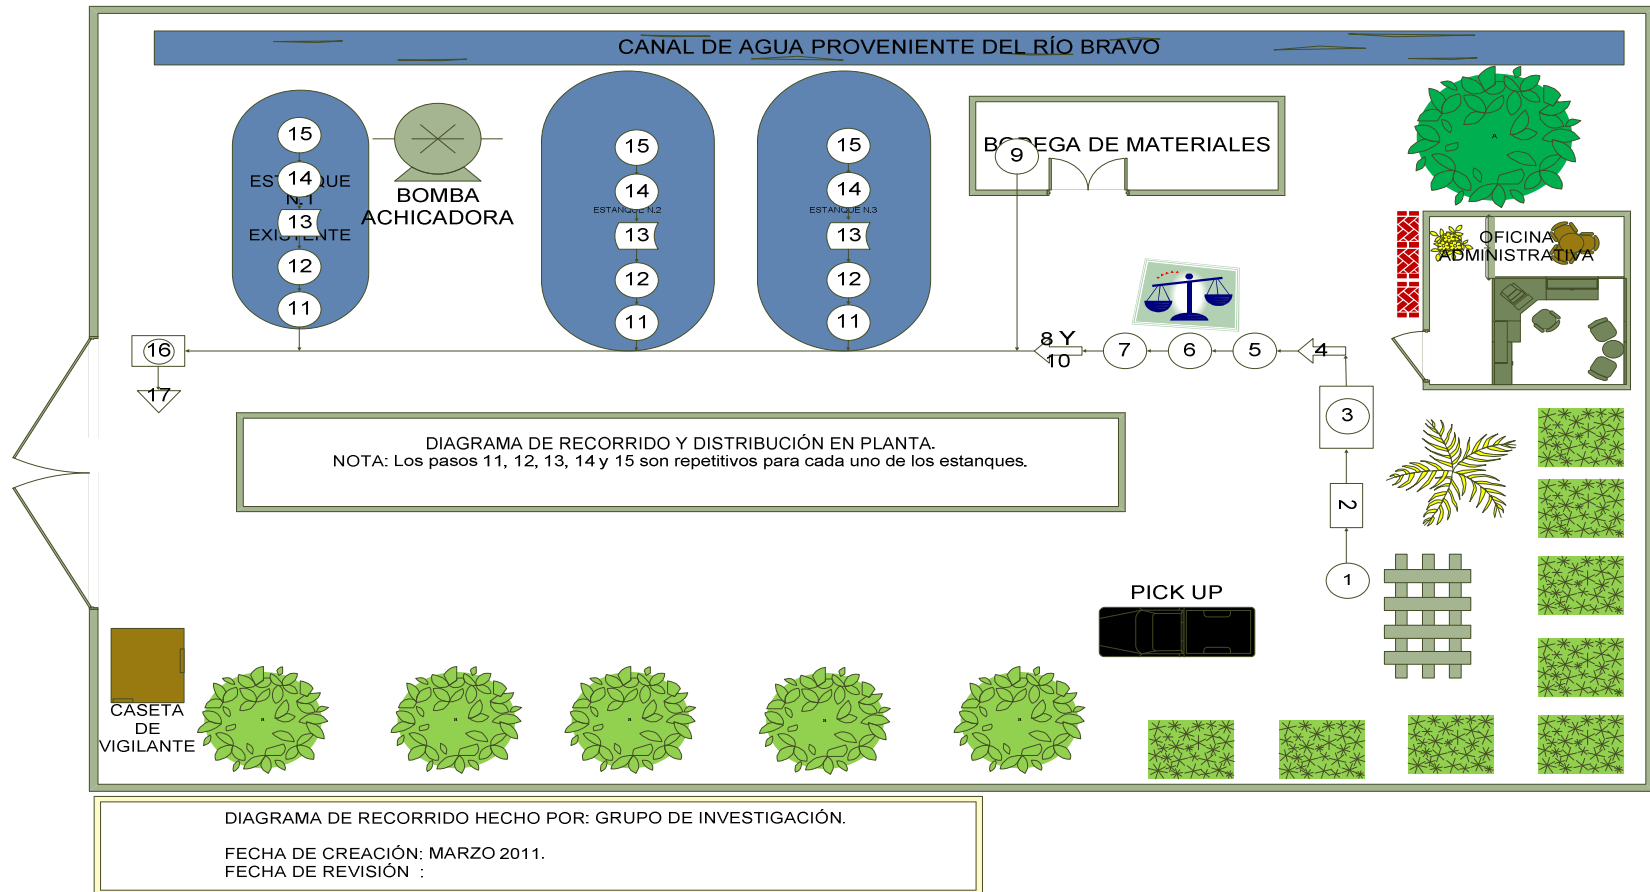 CANAL DE AGUA PROVENIENTE DEL RÍO BRAVO
15
14
ESTANQUE
N.1
13
EXISTENTE
12
11
BOMBA
ACHICADORA
15
14
ESTANQUE N.2
13
12
11
15
14
ESTANQUE N.3
13
12
11
BODEGA DE MATERIALES
9
A
OFICINA
ADMINISTRATIVA
16
17
8 Y
10
7
6
5
4
3
2
1
DIAGRAMA DE RECORRIDO Y DISTRIBUCIÓN EN PLANTA.
NOTA: Los pasos 11, 12, 13, 14 y 15 son repetitivos para cada uno de los estanques.
PICK UP
CASETA
DE
VIGILANTE
DIAGRAMA DE RECORRIDO HECHO POR: GRUPO DE INVESTIGACIÓN.
FECHA DE CREACIÓN: MARZO 2011.
FECHA DE REVISIÓN :